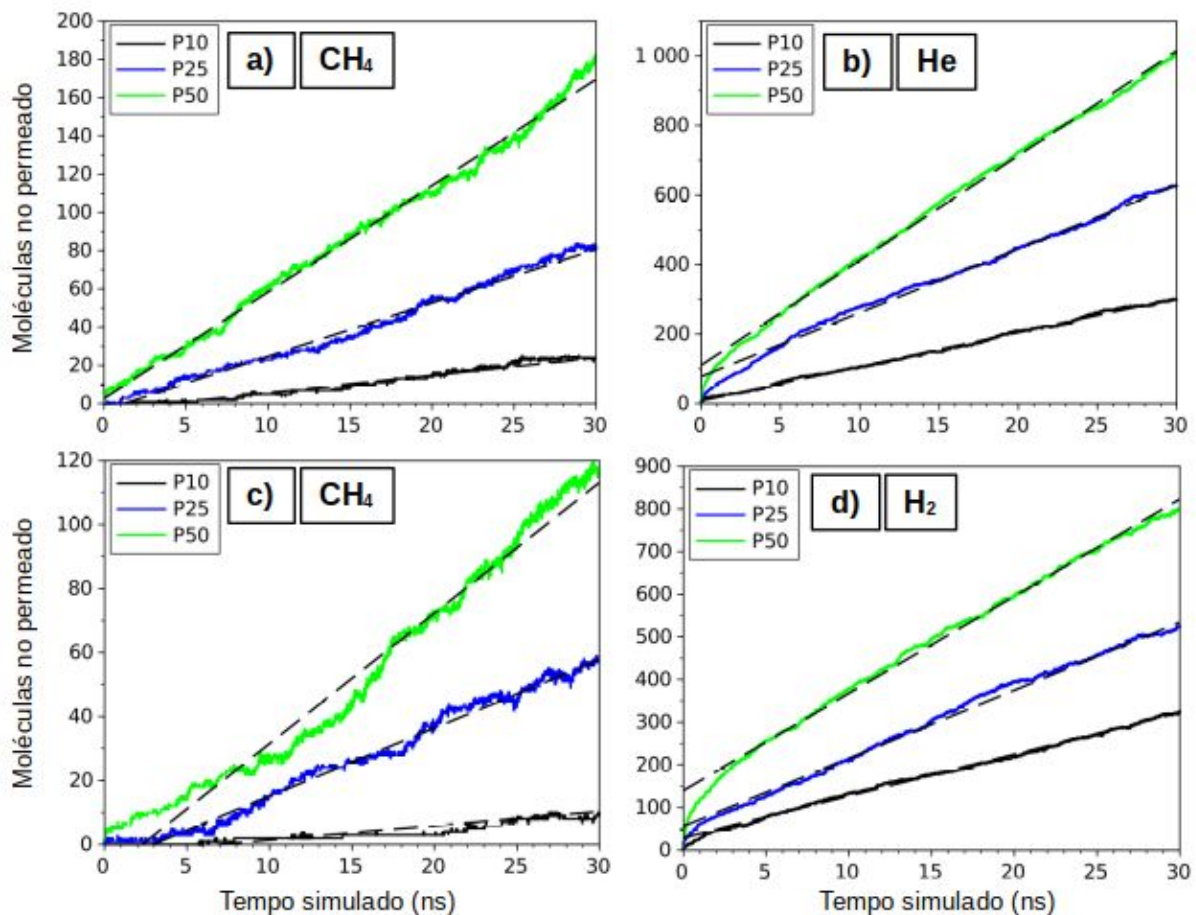 P10
P25
P50
a)
CH₄
200
180
160
140
120
100
80
60
40
20
0
0 5 10 15 20 25 30
Moléculas no permeado
P10
P25
P50
b)
He
1 000
800
600
400
200
0
0 5 10 15 20 25 30
P10
P25
P50
c)
CH₄
120
100
80
60
40
20
0
0 5 10 15 20 25 30
Moléculas no permeado
Tempo simulado (ns)
P10
P25
P50
d)
H₂
900
800
700
600
500
400
300
200
100
0
0 5 10 15 20 25 30
Tempo simulado (ns)